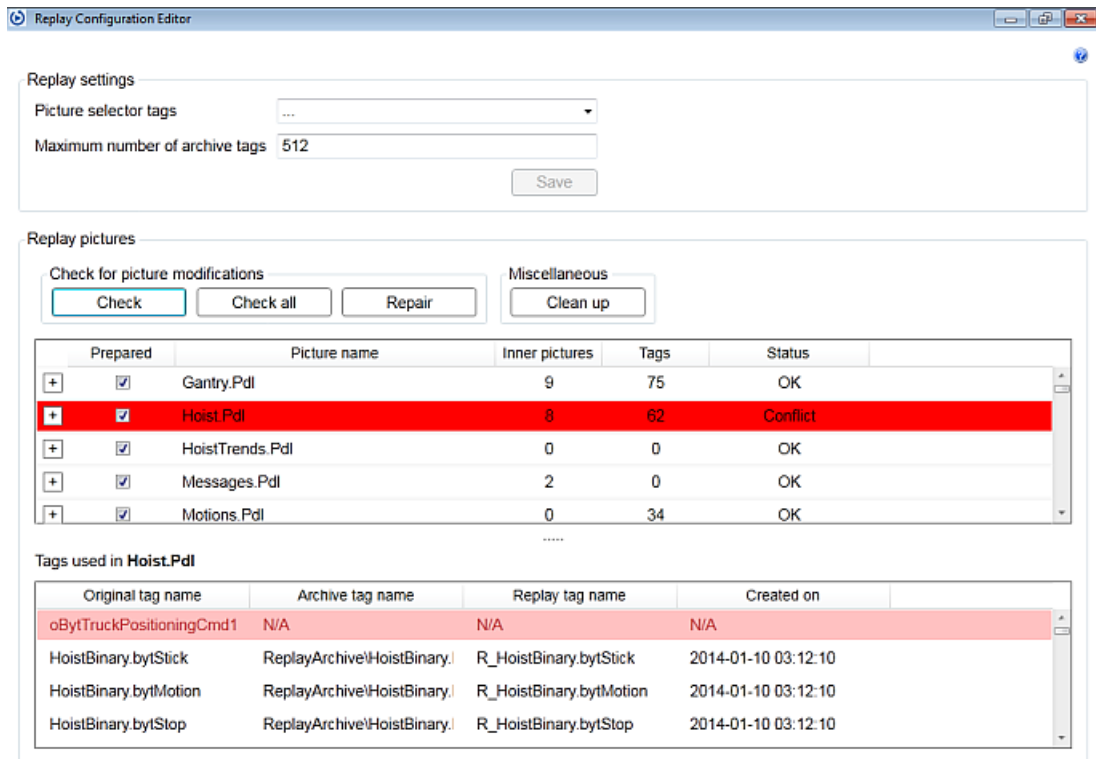 Replay Configuration Editor
Replay settings
Picture selector tags ...
Maximum number of archive tags 512
Save
Replay pictures
Check for picture modifications Miscellaneous
Check Check all Repair Clean up
Prepared Picture name Inner pictures Tags Status
Gantry.Pdl 9 75 OK
Hoist.Pdl 8 62 Conflict
HoistTrends.Pdl 0 0 OK
Messages.Pdl 2 0 OK
Motions.Pdl 0 34 OK
.....
Tags used in Hoist.Pdl
Original tag name Archive tag name Replay tag name Created on
oBytTruckPositioningCmd1 N/A N/A N/A
HoistBinary.bytStick ReplayArchive\HoistBinary. R_HoistBinary.bytStick 2014-01-10 03:12:10
HoistBinary.bytMotion ReplayArchive\HoistBinary. R_HoistBinary.bytMotion 2014-01-10 03:12:10
HoistBinary.bytStop ReplayArchive\HoistBinary. R_HoistBinary.bytStop 2014-01-10 03:12:10